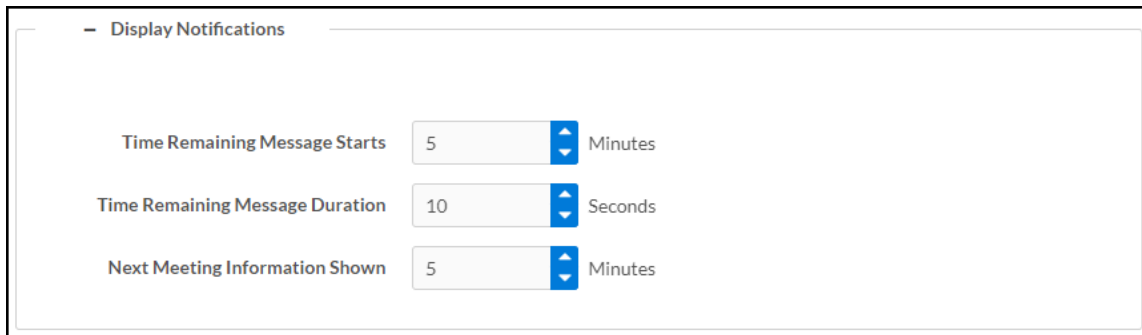 – Display Notifications
Time Remaining Message Starts 5 Minutes
Time Remaining Message Duration 10 Seconds
Next Meeting Information Shown 5 Minutes